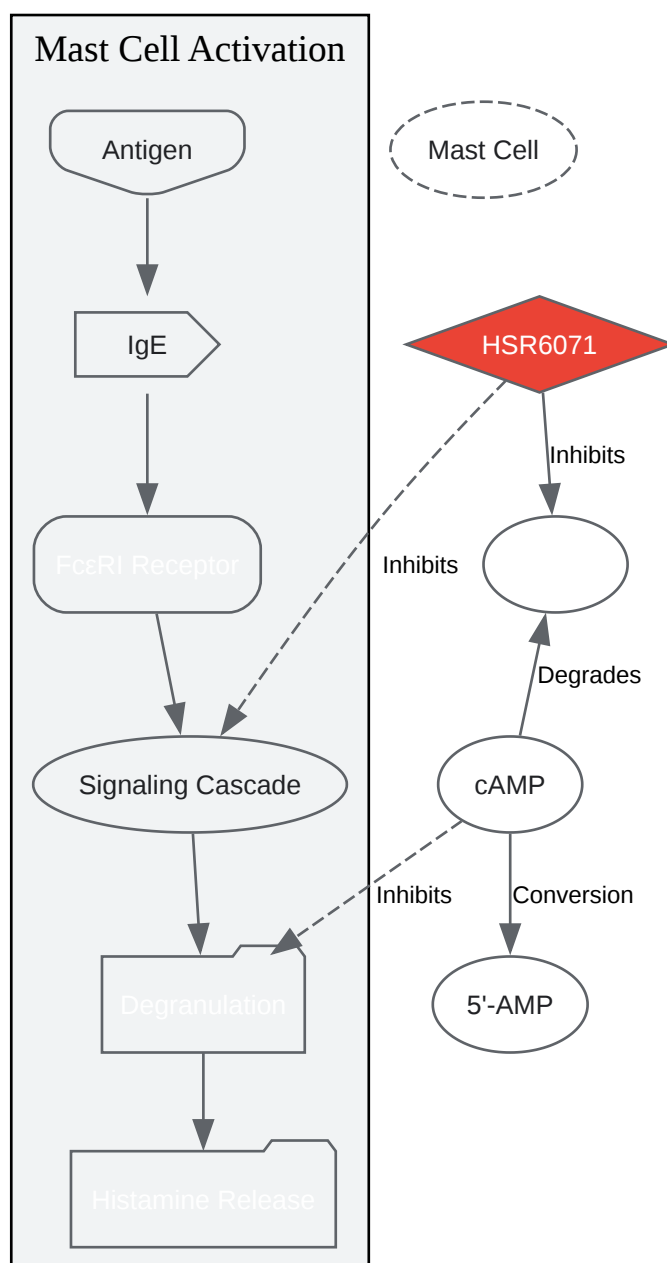 Mast Cell Activation
Antigen
Mast Cell
IgE
HSR6071
Inhibits
FcεRI Receptor
Inhibits
Degrades
Signaling Cascade
cAMP
Inhibits
Conversion
Degranulation
5'-AMP
Histamine Release